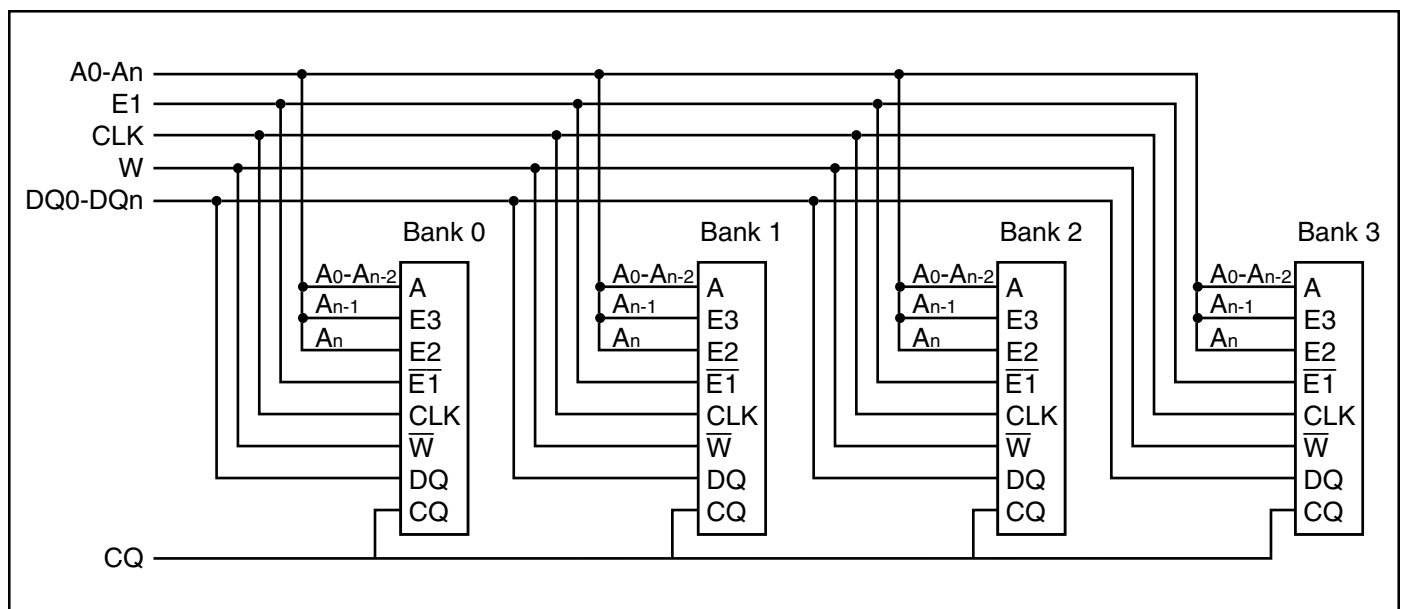 A0-An
E1
CLK
W
DQ0-DQn
Bank 0
Bank 1
Bank 2
Bank 3
A0-An-2
A
An-1
E3
An
E2
E1
CLK
W
DQ
CQ
A0-An-2
A
An-1
E3
An
E2
E1
CLK
W
DQ
CQ
A0-An-2
A
An-1
E3
An
E2
E1
CLK
W
DQ
CQ
A0-An-2
A
An-1
E3
An
E2
E1
CLK
W
DQ
CQ
CQ